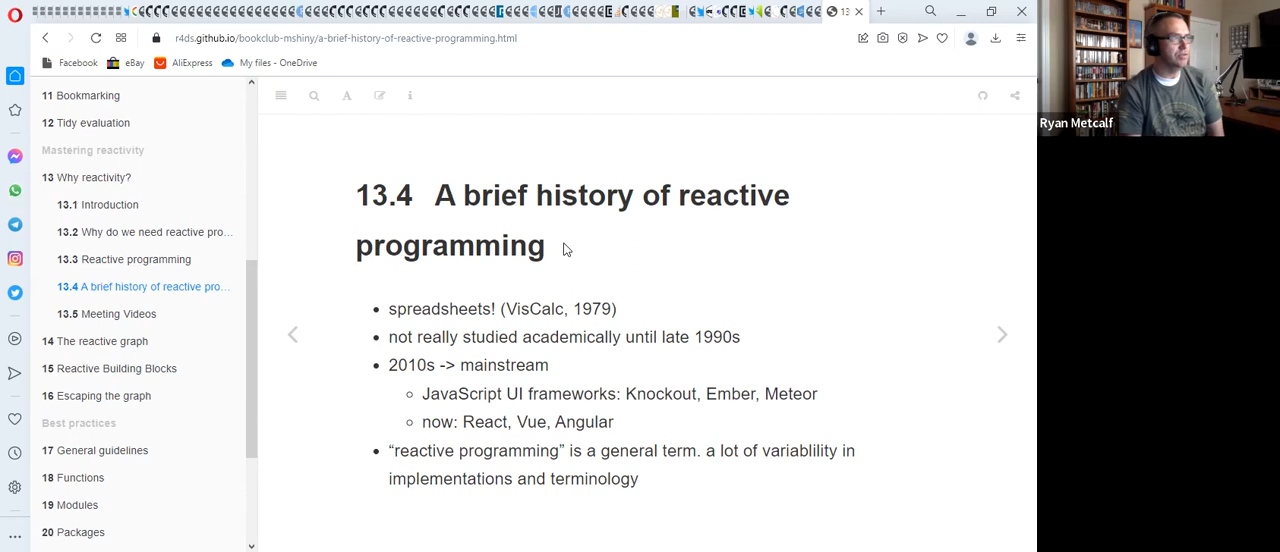 13
r4ds.github.io/bookclub-mshiny/a-brief-history-of-reactive-programming.html
Facebook
eBay
AliExpress
My files - OneDrive
11 Bookmarking
12 Tidy evaluation
Mastering reactivity
13 Why reactivity?
13.1 Introduction
13.2 Why do we need reactive pro...
13.3 Reactive programming
13.4 A brief history of reactive pro...
13.5 Meeting Videos
14 The reactive graph
15 Reactive Building Blocks
16 Escaping the graph
Best practices
17 General guidelines
18 Functions
19 Modules
20 Packages
13.4 A brief history of reactive
programming
• spreadsheets! (VisCalc, 1979)
• not really studied academically until late 1990s
• 2010s -> mainstream
◦ JavaScript UI frameworks: Knockout, Ember, Meteor
◦ now: React, Vue, Angular
• “reactive programming” is a general term. a lot of variablility in
implementations and terminology
Ryan Metcalf